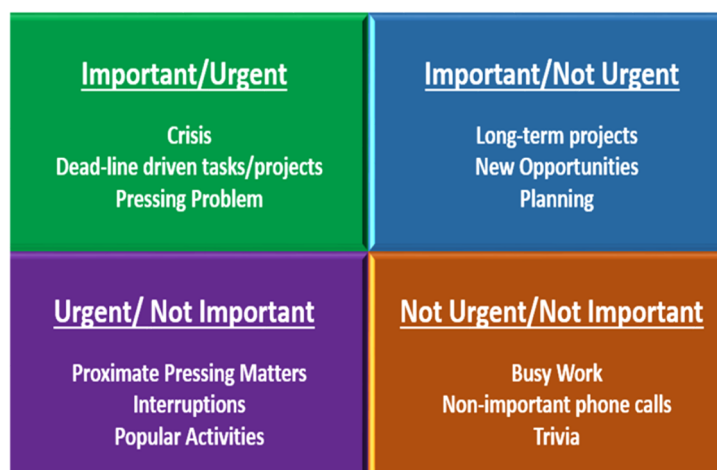 Important/Urgent
Crisis
Dead-line driven tasks/projects
Pressing Problem
Important/Not Urgent
Long-term projects
New Opportunities
Planning
Urgent/ Not Important
Proximate Pressing Matters
Interruptions
Popular Activities
Not Urgent/Not Important
Busy Work
Non-important phone calls
Trivia